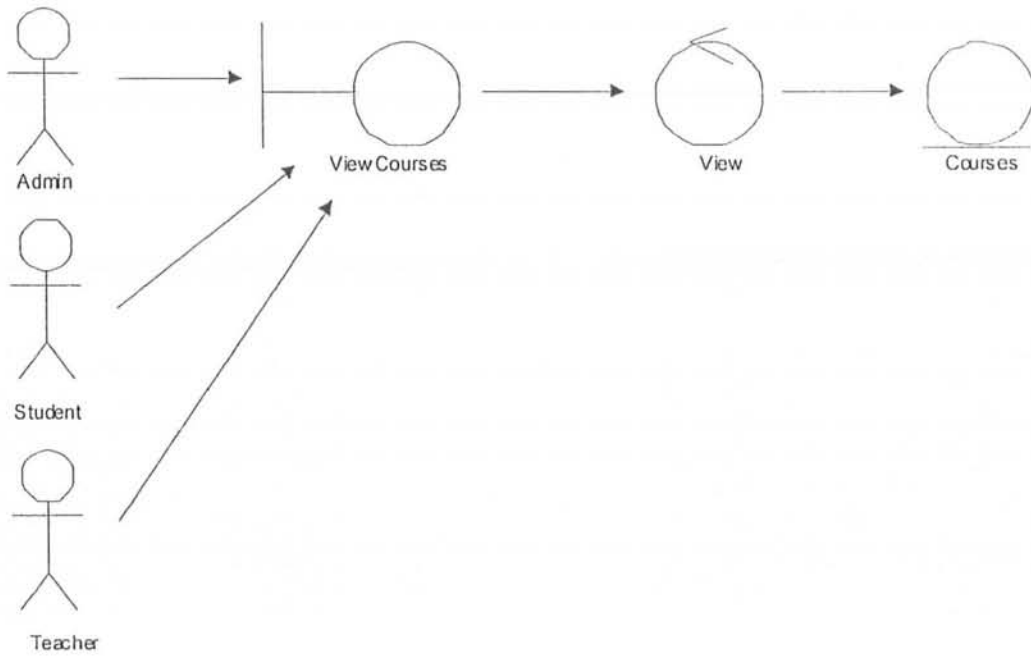 Admin
View Courses
View
Courses
Student
Teacher